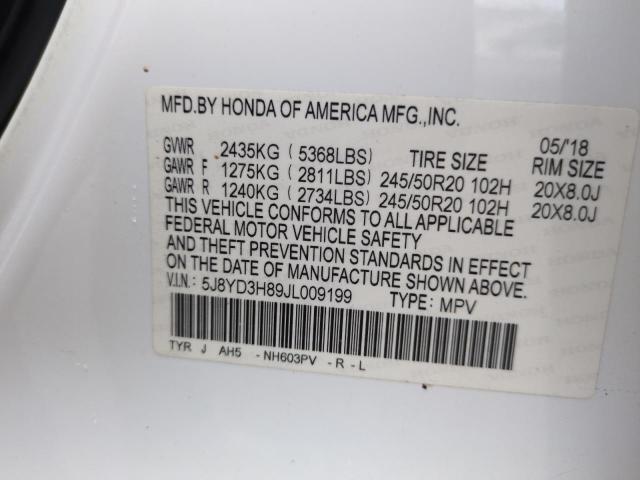 MFD.BY HONDA OF AMERICA MFG.,INC.
05/'18
GVWR 2435KG ( 5368LBS) TIRE SIZE RIM SIZE
GAWR F 1275KG ( 2811LBS) 245/50R20 102H 20X8.0J
GAWR R 1240KG ( 2734LBS) 245/50R20 102H 20X8.0J
THIS VEHICLE CONFORMS TO ALL APPLICABLE
FEDERAL MOTOR VEHICLE SAFETY
AND THEFT PREVENTION STANDARDS IN EFFECT
ON THE DATE OF MANUFACTURE SHOWN ABOVE.
V.I.N.: 5J8YD3H89JL009199 TYPE: MPV
TYR J AH5 -NH603PV -R-L